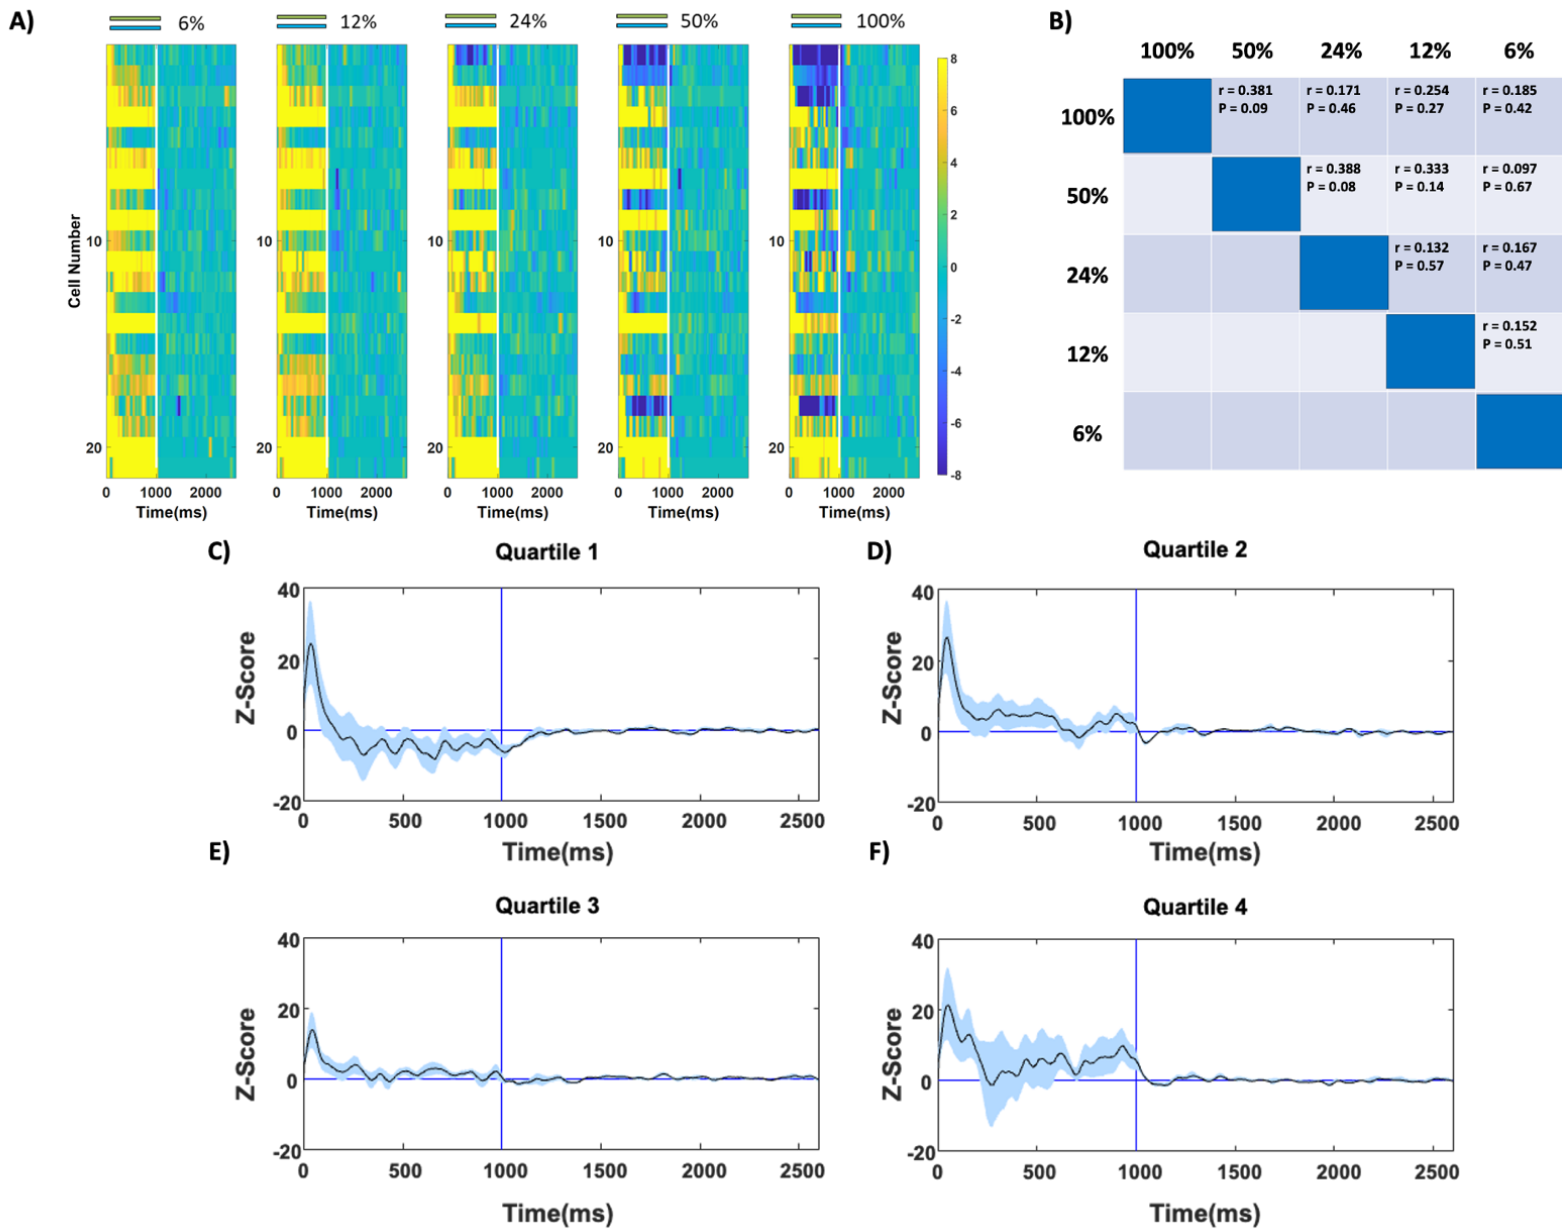 A)
6%
12%
24%
50%
100%
Cell Number
10
20
0 1000 2000
Time(ms)
10
20
0 1000 2000
Time(ms)
10
20
0 1000 2000
Time(ms)
10
20
0 1000 2000
Time(ms)
10
20
0 1000 2000
Time(ms)
8
6
4
2
0
-2
-4
-6
-8
B)
100% 50% 24% 12% 6%
100%
r = 0.381
P = 0.09
r = 0.171
P = 0.46
r = 0.254
P = 0.27
r = 0.185
P = 0.42
50%
r = 0.388
P = 0.08
r = 0.333
P = 0.14
r = 0.097
P = 0.67
24%
r = 0.132
P = 0.57
r = 0.167
P = 0.47
12%
r = 0.152
P = 0.51
6%
C)
Quartile 1
Z-Score
40
20
0
-20
0 500 1000 1500 2000 2500
Time(ms)
D)
Quartile 2
Z-Score
40
20
0
-20
0 500 1000 1500 2000 2500
Time(ms)
E)
Quartile 3
Z-Score
40
20
0
-20
0 500 1000 1500 2000 2500
Time(ms)
F)
Quartile 4
Z-Score
40
20
0
-20
0 500 1000 1500 2000 2500
Time(ms)